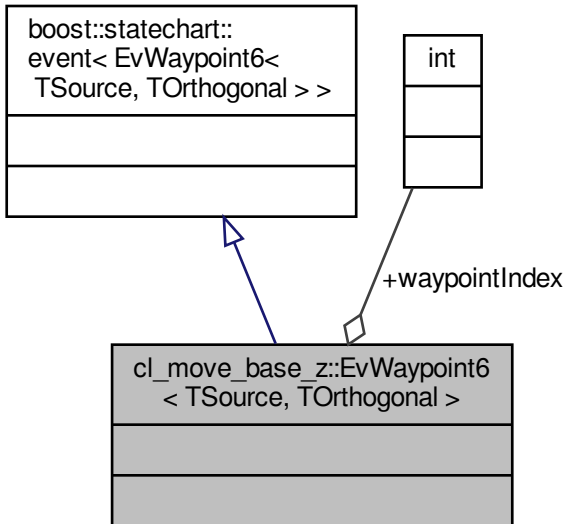 boost::statechart::
event< EvWaypoint6<
TSource, TOrthogonal > >
int
+waypointIndex
cl_move_base_z::EvWaypoint6
< TSource, TOrthogonal >